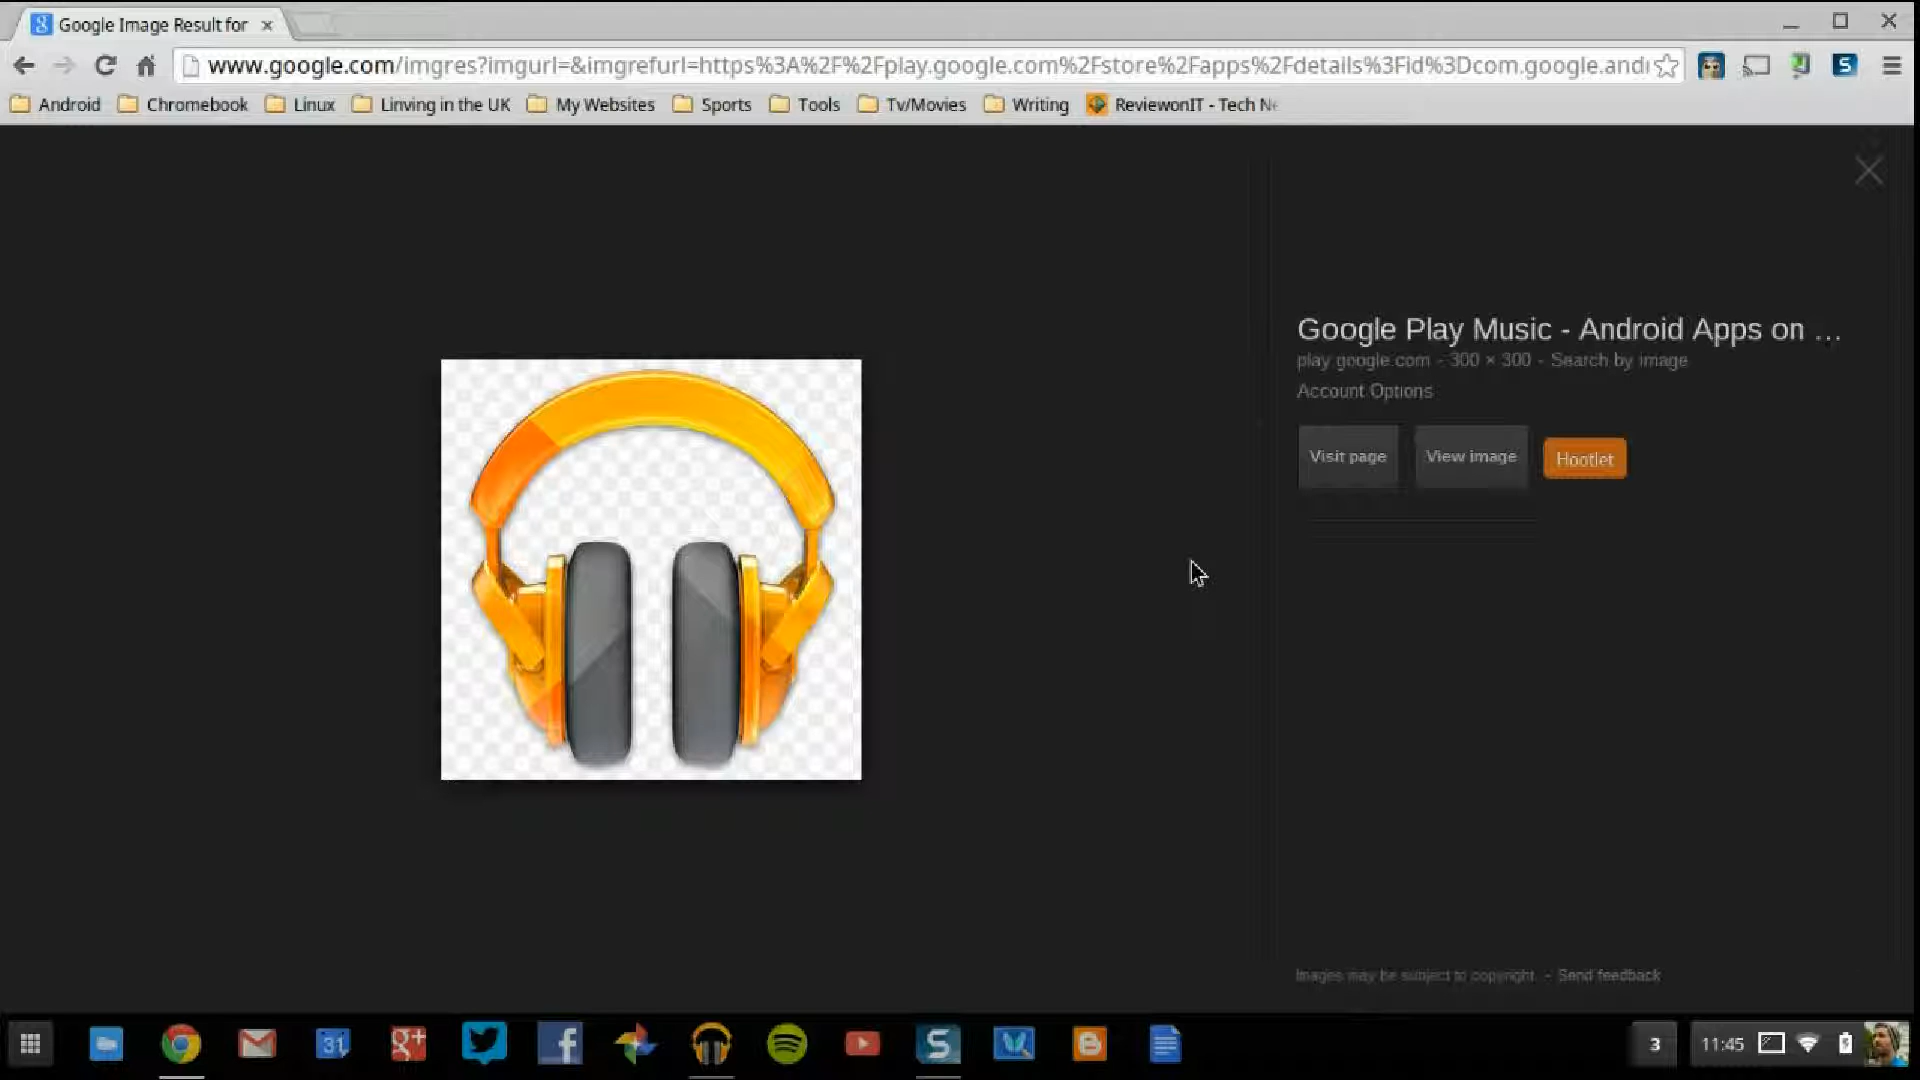 Google Image Result for
www.google.com/imgres?imgurl=&imgrefurl=https%3A%2F%2Fplay.google.com%2Fstore%2Fapps%2Fdetails%3Fid%3Dcom.google.andr
Android Chromebook Linux Linving in the UK My Websites Sports Tools Tv/Movies Writing ReviewonIT - Tech Ne
Google Play Music - Android Apps on ...
play.google.com - 300 × 300 - Search by image
Account Options
Visit page View image Hootlet
Images may be subject to copyright. - Send feedback
31 g+ S
3 11:45